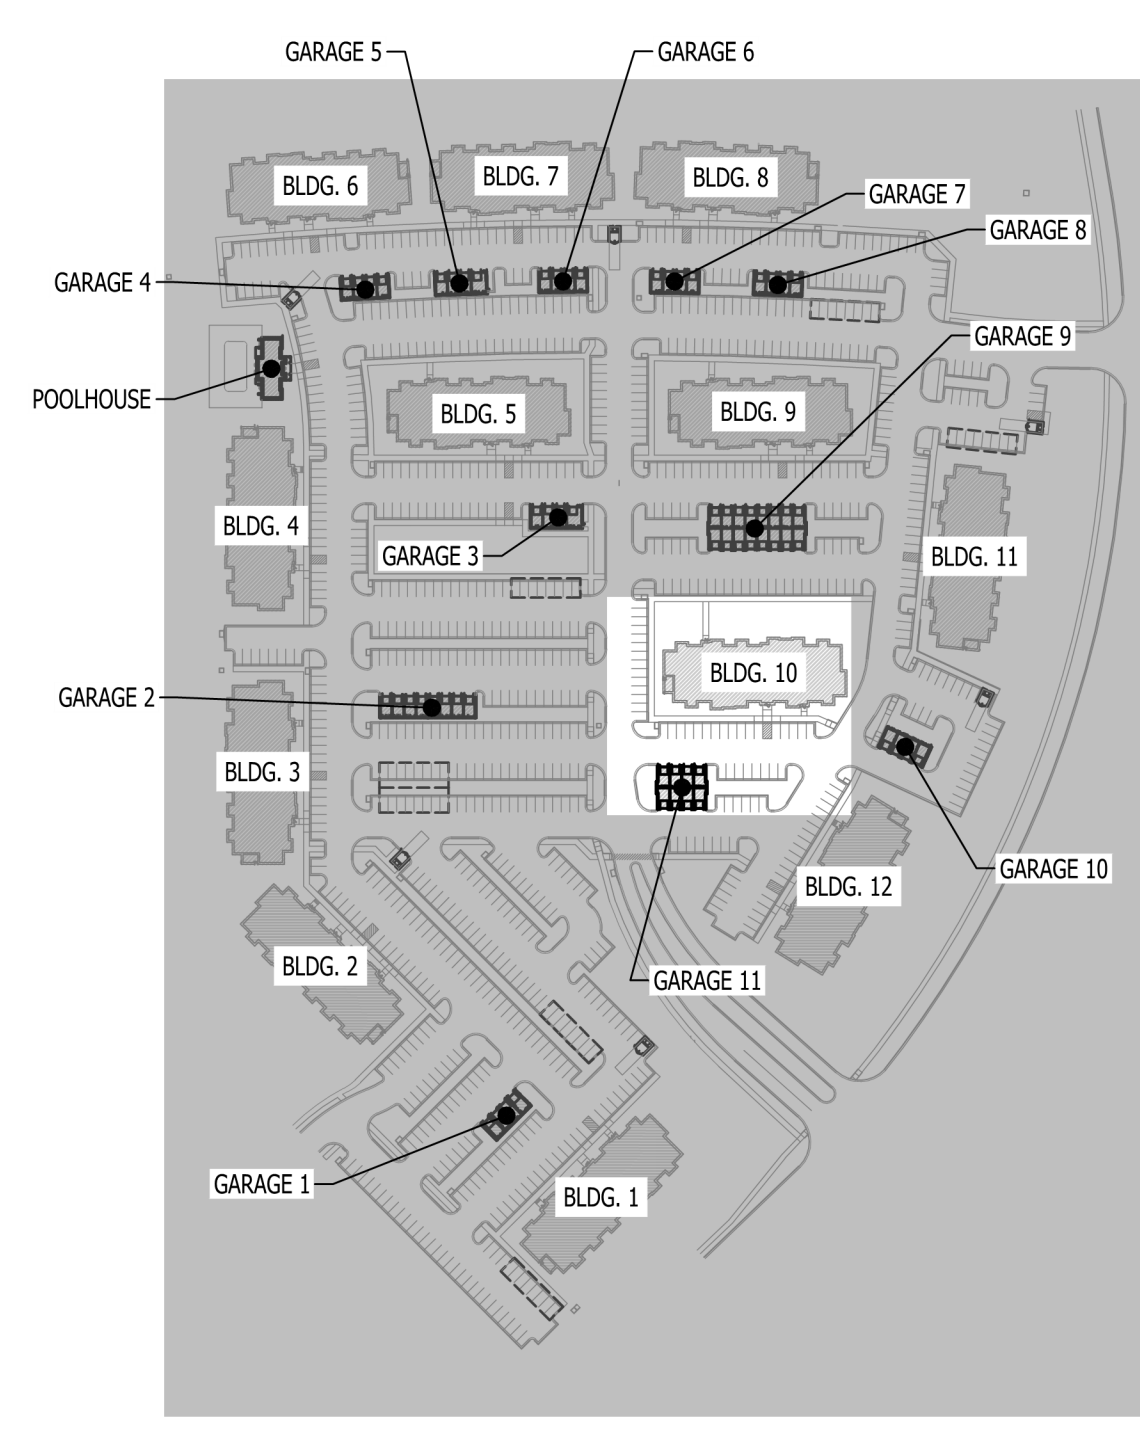 GARAGE 5
GARAGE 6
BLDG. 6
BLDG. 7
BLDG. 8
GARAGE 7
GARAGE 8
GARAGE 4
GARAGE 9
POOLHOUSE
BLDG. 5
BLDG. 9
BLDG. 4
GARAGE 3
BLDG. 11
BLDG. 10
GARAGE 2
BLDG. 3
GARAGE 10
BLDG. 12
BLDG. 2
GARAGE 11
GARAGE 1
BLDG. 1